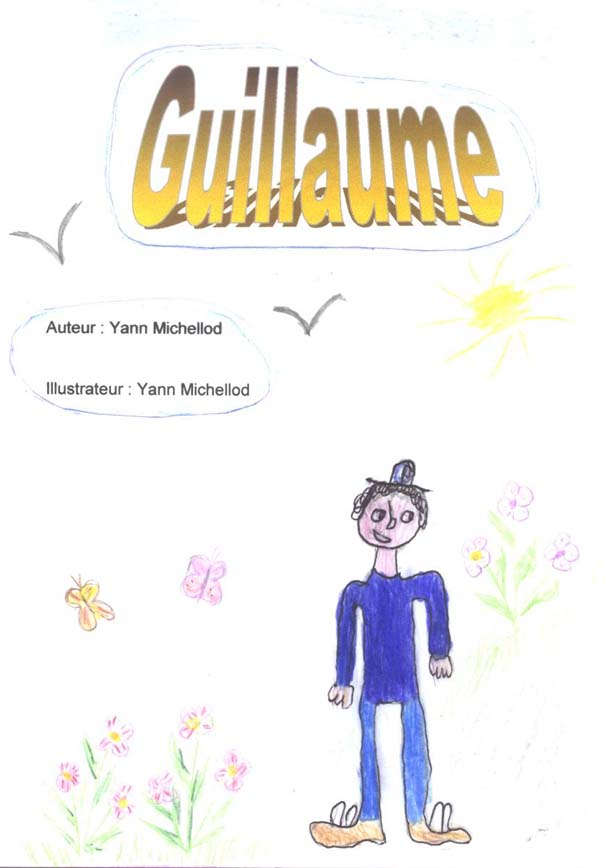 Guillaume
Auteur : Yann Michellod
Illustrateur : Yann Michellod